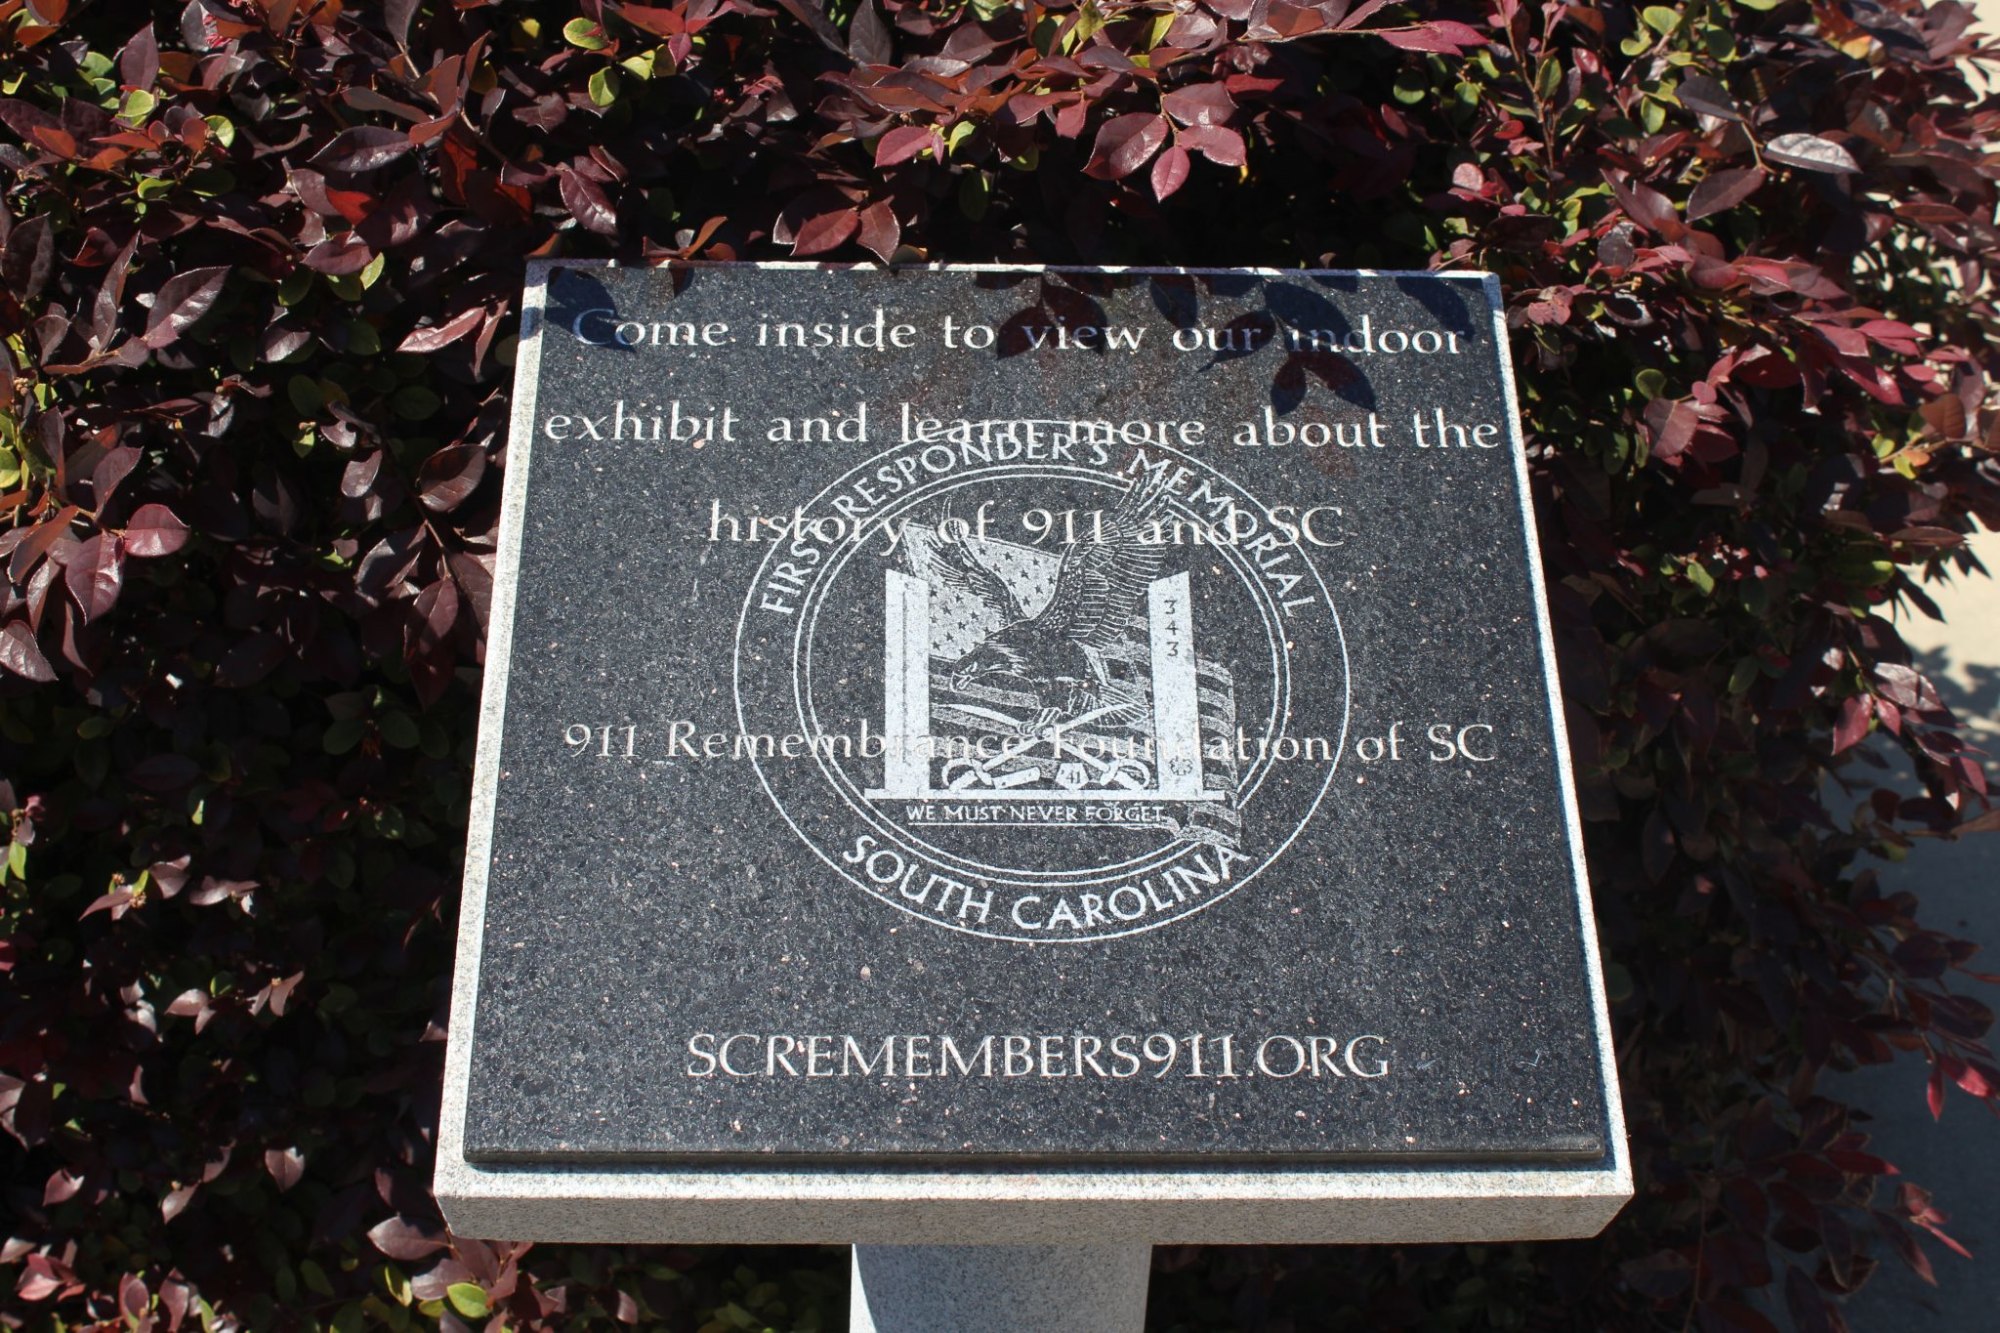 Come inside to view our indoor
exhibit and learn more about the
history of 911 and SC
FIRST RESPONDER'S MEMORIAL
343
911 Remembrance Foundation of SC
41
WE MUST NEVER FORGET
SOUTH CAROLINA
SCREMEMBERS911.ORG